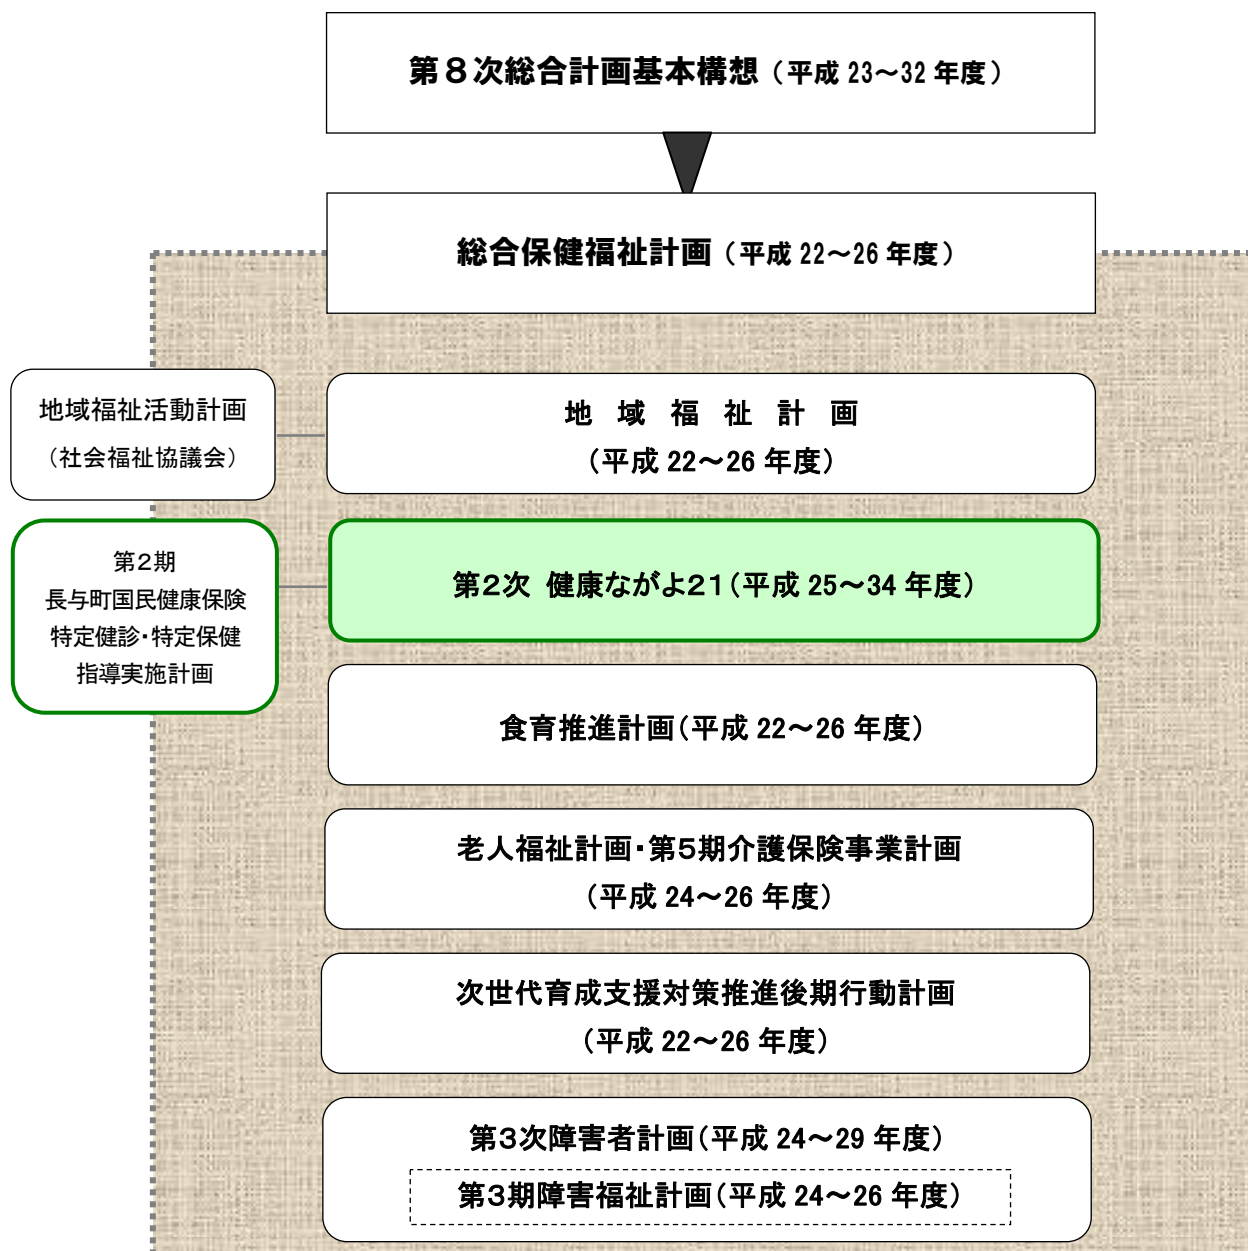 第８次総合計画基本構想（平成 23～32 年度）
総合保健福祉計画（平成 22～26 年度）
地域福祉活動計画
（社会福祉協議会）
地 域 福 祉 計 画
（平成 22～26 年度）
第２期
長与町国民健康保険
特定健診・特定保健
指導実施計画
第２次 健康ながよ２１（平成 25～34 年度）
食育推進計画（平成 22～26 年度）
老人福祉計画・第５期介護保険事業計画
（平成 24～26 年度）
次世代育成支援対策推進後期行動計画
（平成 22～26 年度）
第３次障害者計画（平成 24～29 年度）
第３期障害福祉計画（平成 24～26 年度）